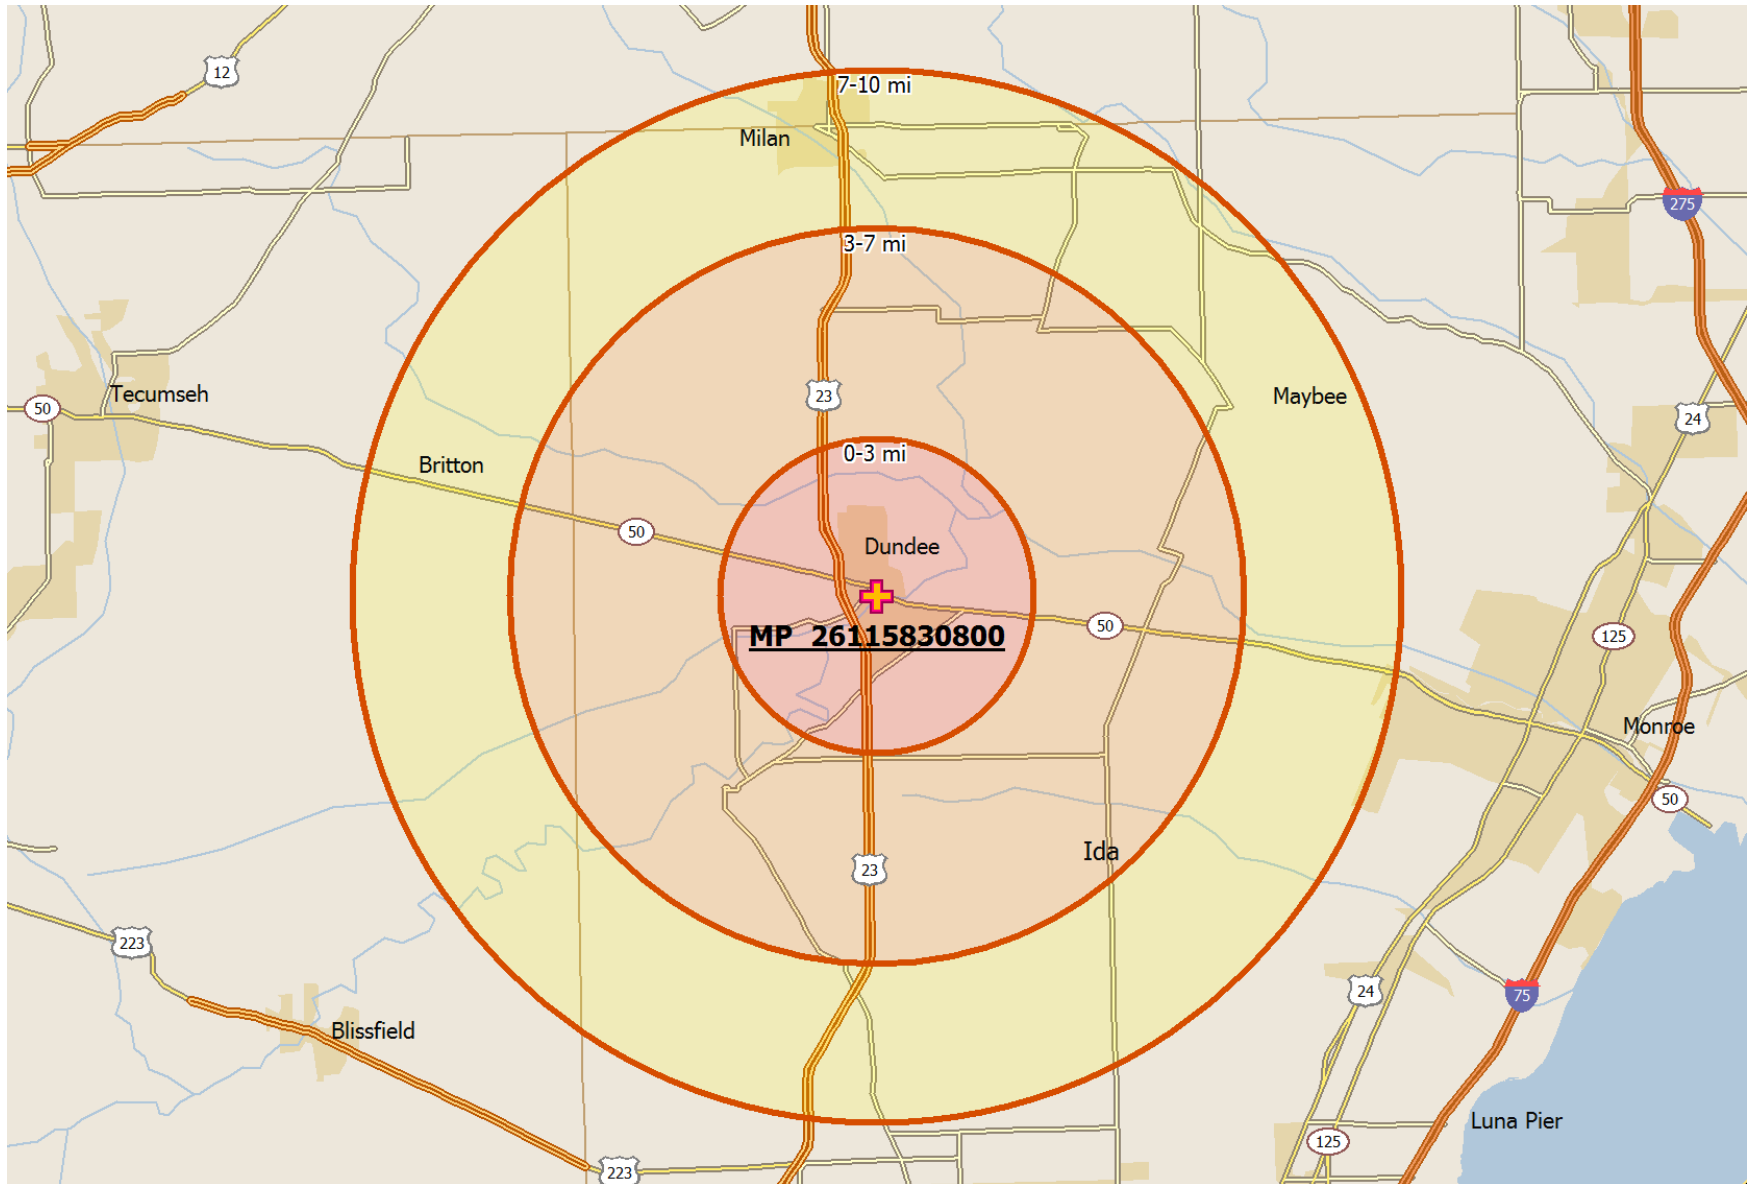 12
7-10 mi
Milan
275
3-7 mi
Tecumseh
50
23
Maybee
24
0-3 mi
Britton
50
Dundee
50
125
MP 26115830800
Monroe
50
Ida
23
223
24
75
Blissfield
Luna Pier
125
223